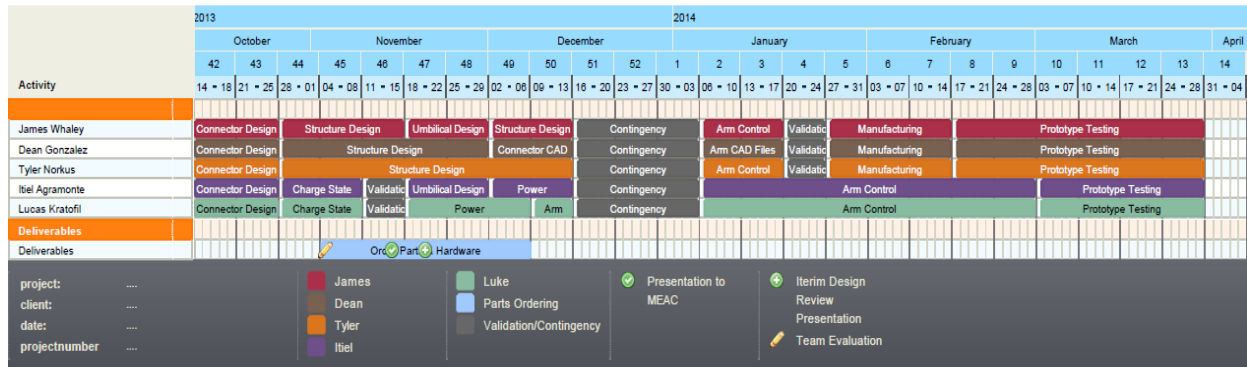 2013 2014
October November December January February March April
42 43 44 45 46 47 48 49 50 51 52 1 2 3 4 5 6 7 8 9 10 11 12 13 14
Activity 14 - 18 21 - 25 28 - 01 04 - 08 11 - 15 18 - 22 25 - 29 02 - 06 09 - 13 16 - 20 23 - 27 30 - 03 06 - 10 13 - 17 20 - 24 27 - 31 03 - 07 10 - 14 17 - 21 24 - 28 03 - 07 10 - 14 17 - 21 24 - 28 31 - 04
James Whaley Connector Design Structure Design Umbilical Design Structure Design Contingency Arm Control Validatic Manufacturing Prototype Testing
Dean Gonzalez Connector Design Structure Design Connector CAD Contingency Arm CAD Files Validatic Manufacturing Prototype Testing
Tyler Norkus Connector Design Structure Design Contingency Arm Control Validatic Manufacturing Prototype Testing
Itiel Agramonte Connector Design Charge State Validatic Umbilical Design Power Contingency Arm Control Prototype Testing
Lucas Kratofil Connector Design Charge State Validatic Power Arm Contingency Arm Control Prototype Testing
Deliverables
Deliverables Ord Part Hardware
project: .... James Luke Presentation to Iterim Design
client: .... Dean Parts Ordering MEAC Review
date: .... Tyler Validation/Contingency Presentation
projectnumber .... Itiel Team Evaluation